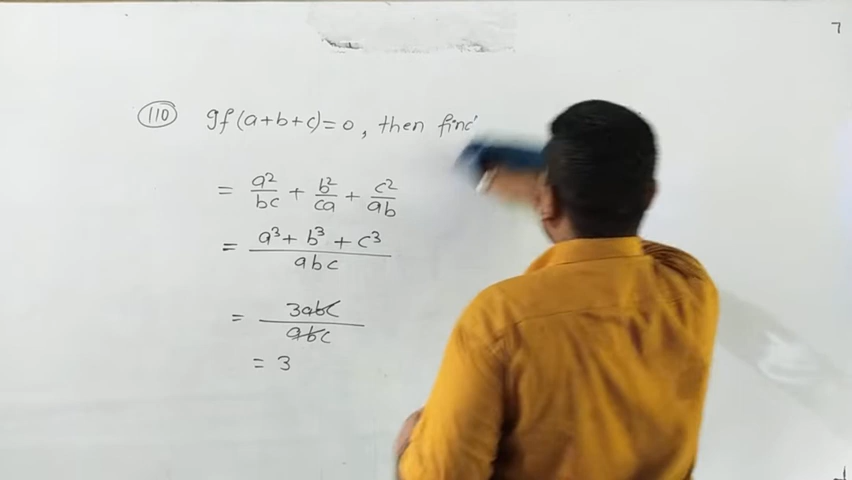 7
110 If (a+b+c)=0, then find
= a²/bc + b²/ca + c²/ab
= a³+b³+c³/abc
= 3abc/abc
= 3